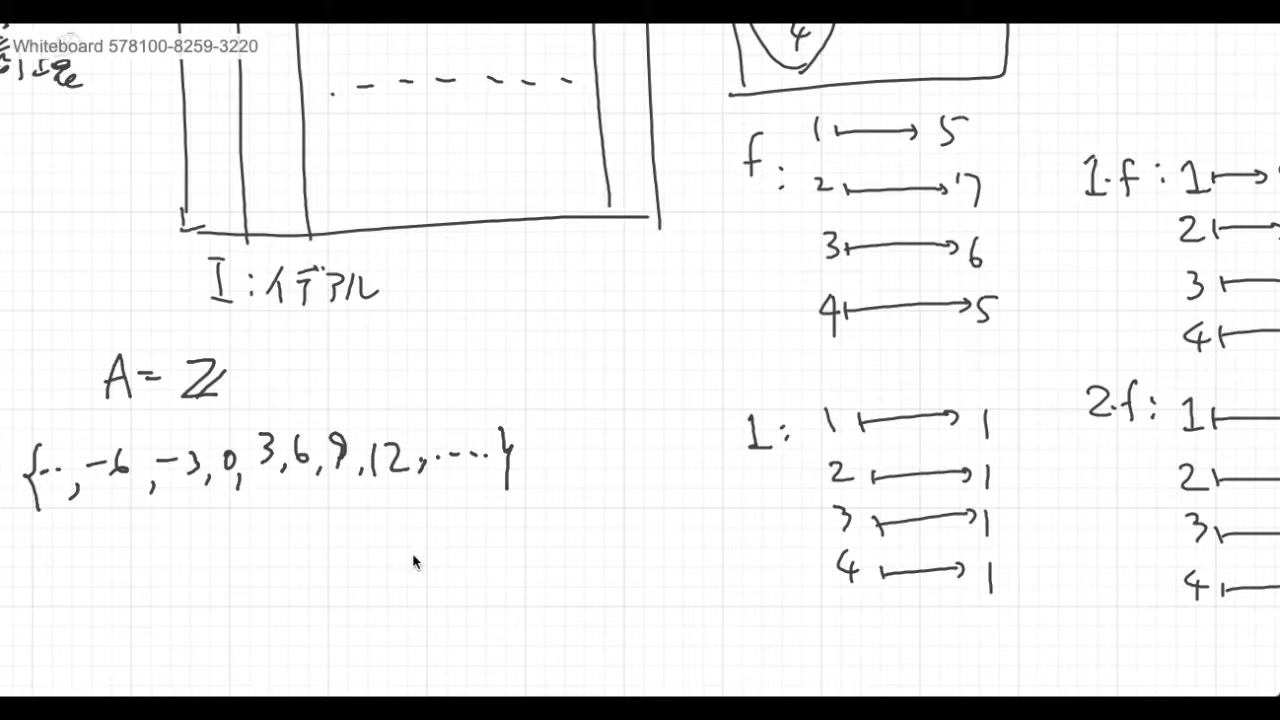 Whiteboard 578100-8259-3220
4
I:イデアル
A=ℤ
{‥, -6, -3, 0, 3, 6, 9, 12, ‥‥}
f: 1 ↦ 5
2 ↦ 7
3 ↦ 6
4 ↦ 5
1: 1 ↦ 1
2 ↦ 1
3 ↦ 1
4 ↦ 1
1·f: 1 ↦
2 ↦
3 ↦
4 ↦
2·f: 1 ↦
2 ↦
3 ↦
4 ↦